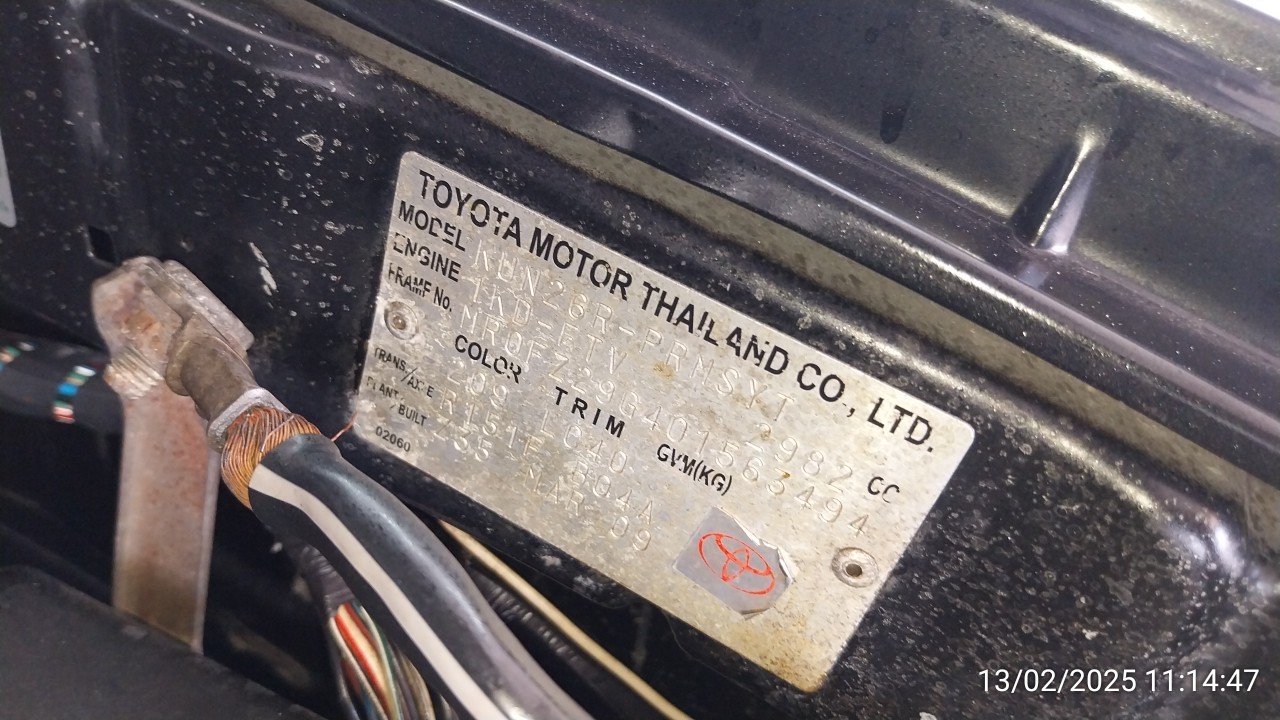 TOYOTA MOTOR THAILAND CO., LTD.
MODEL KUN26R-PRMSYT
ENGINE 1KD-FTV 2982 CC
FRAME No. MR0FZ29G401563494
COLOR TRIM GVM(KG)
209 LC40
TRANS/AXLE R151F B04A
PLANT/BUILT MAR 09
02060
13/02/2025 11:14:47